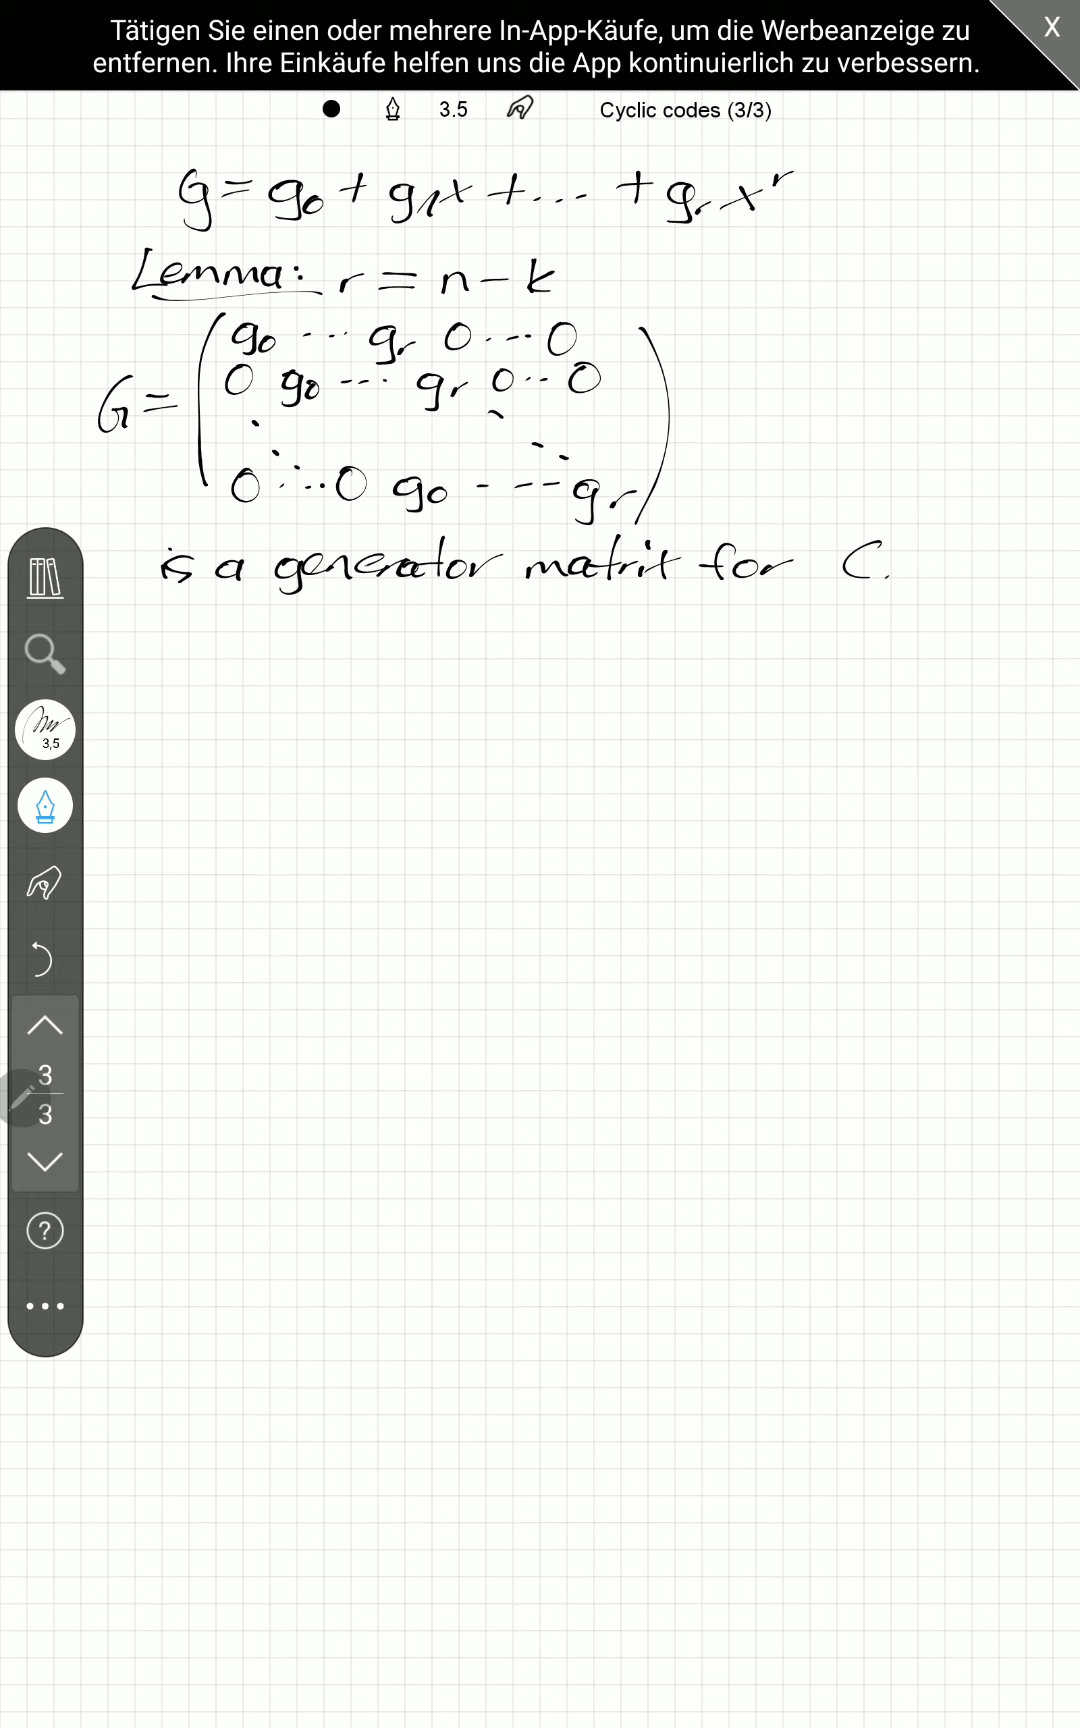 Tätigen Sie einen oder mehrere In-App-Käufe, um die Werbeanzeige zu
entfernen. Ihre Einkäufe helfen uns die App kontinuierlich zu verbessern.
X
3.5 Cyclic codes (3/3)
g = g₀ + g₁x + ... + gᵣ xʳ
Lemma: r = n - k
g₀ ... gᵣ 0 ... 0
0 g₀ ... gᵣ 0 .. 0
G =
0 ... 0 g₀ - --- gᵣ
is a generator matrix for C.
3,5
3
3
?